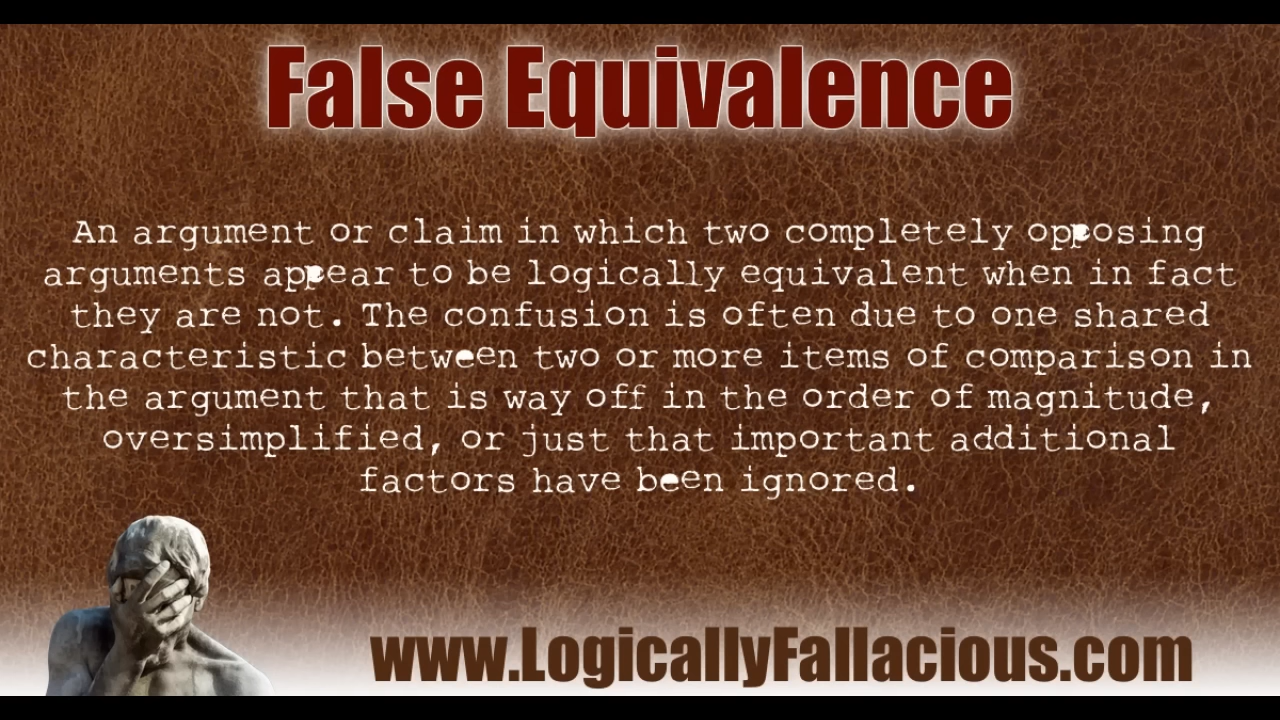 False Equivalence
An argument or claim in which two completely opposing
arguments appear to be logically equivalent when in fact
they are not. The confusion is often due to one shared
characteristic between two or more items of comparison in
the argument that is way off in the order of magnitude,
oversimplified, or just that important additional
factors have been ignored.
www.LogicallyFallacious.com